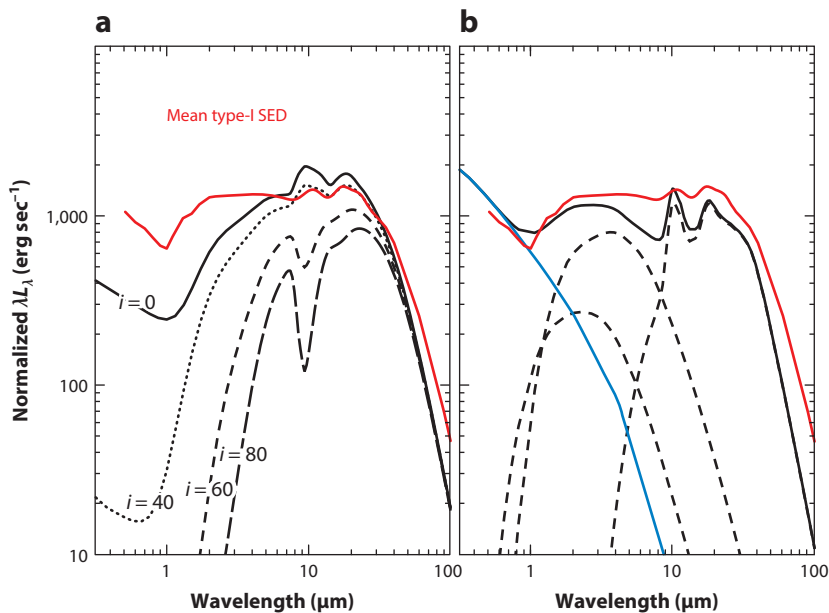 a
b
Mean type-I SED
Normalized λLλ (erg sec⁻¹)
1,000
100
10
i = 0
i = 40
i = 60
i = 80
1
10
100
1
10
100
Wavelength (μm)
Wavelength (μm)